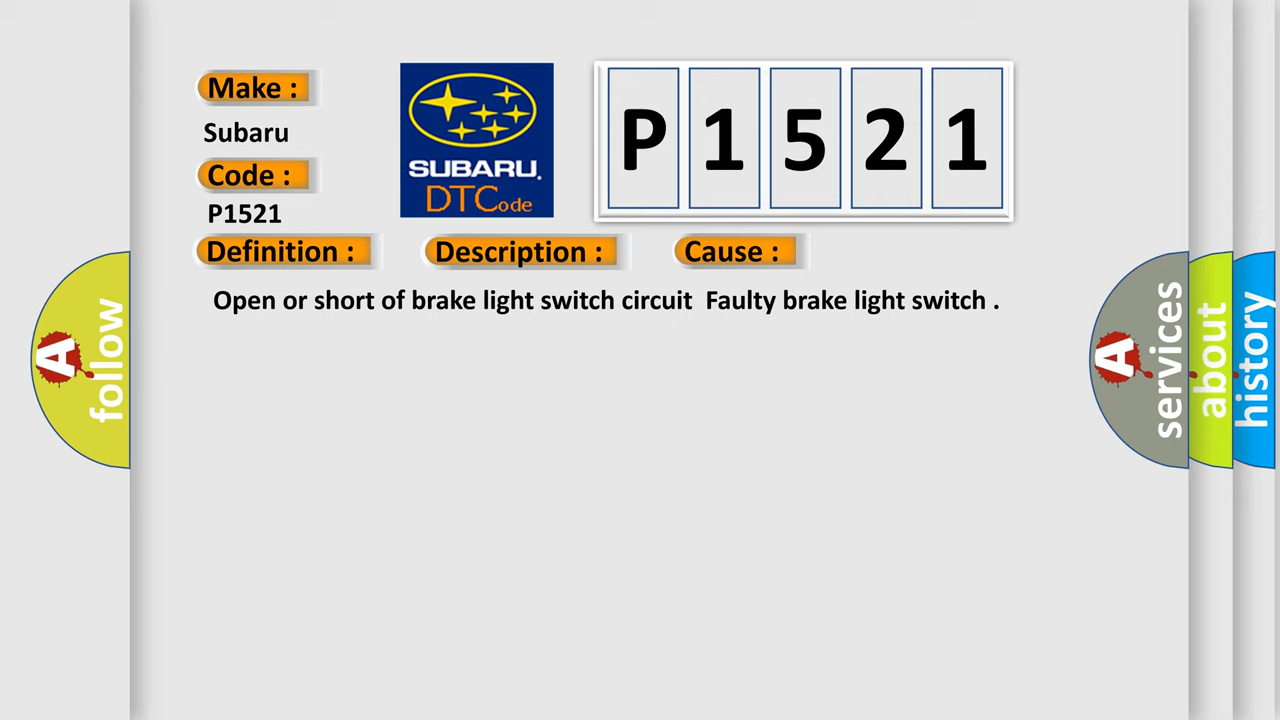 Make :
Subaru
Code :
P1521
SUBARU.
DTCode
P 1 5 2 1
Definition : Description : Cause :
Open or short of brake light switch circuit Faulty brake light switch .
A follow
A services
about
history